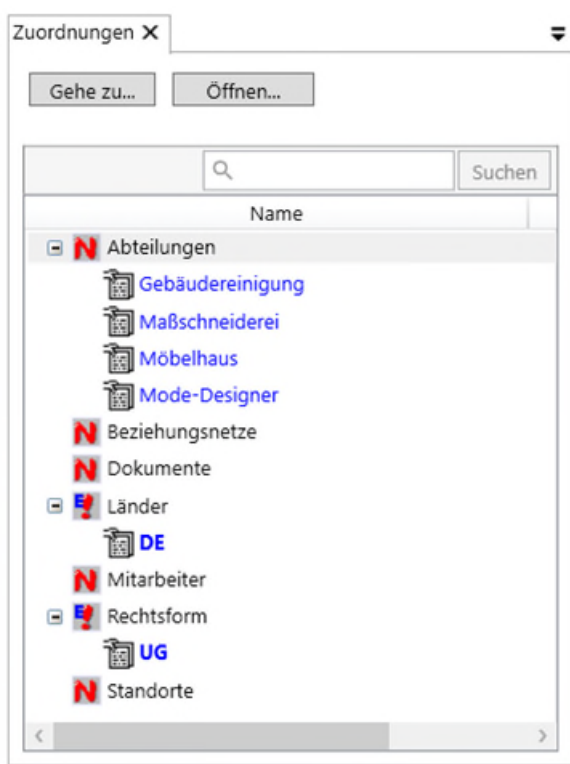 Zuordnungen
Gehe zu...
Öffnen...
Suchen
Name
Abteilungen
Gebäudereinigung
Maßschneiderei
Möbelhaus
Mode-Designer
Beziehungsnetze
Dokumente
Länder
DE
Mitarbeiter
Rechtsform
UG
Standorte